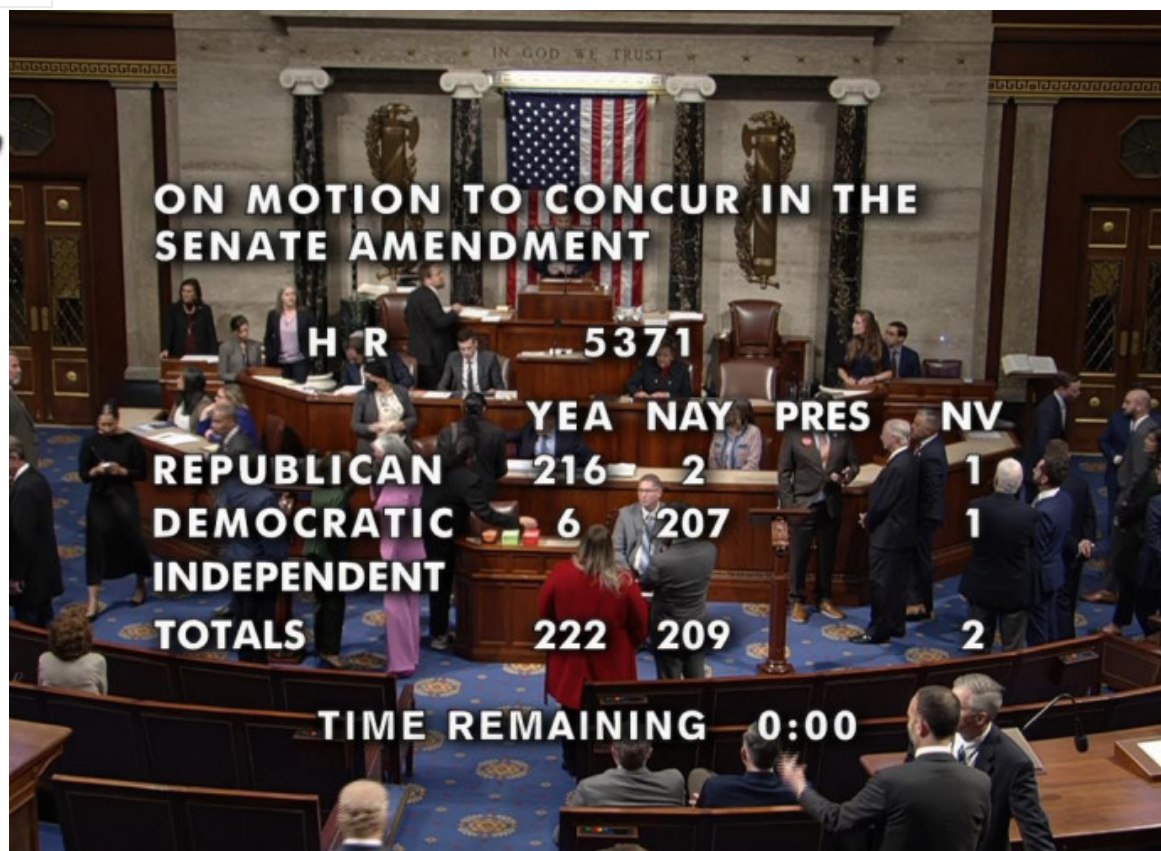 IN GOD WE TRUST
ON MOTION TO CONCUR IN THE
SENATE AMENDMENT
H R 5371
YEA NAY PRES NV
REPUBLICAN 216 2 1
DEMOCRATIC 6 207 1
INDEPENDENT
TOTALS 222 209 2
TIME REMAINING 0:00